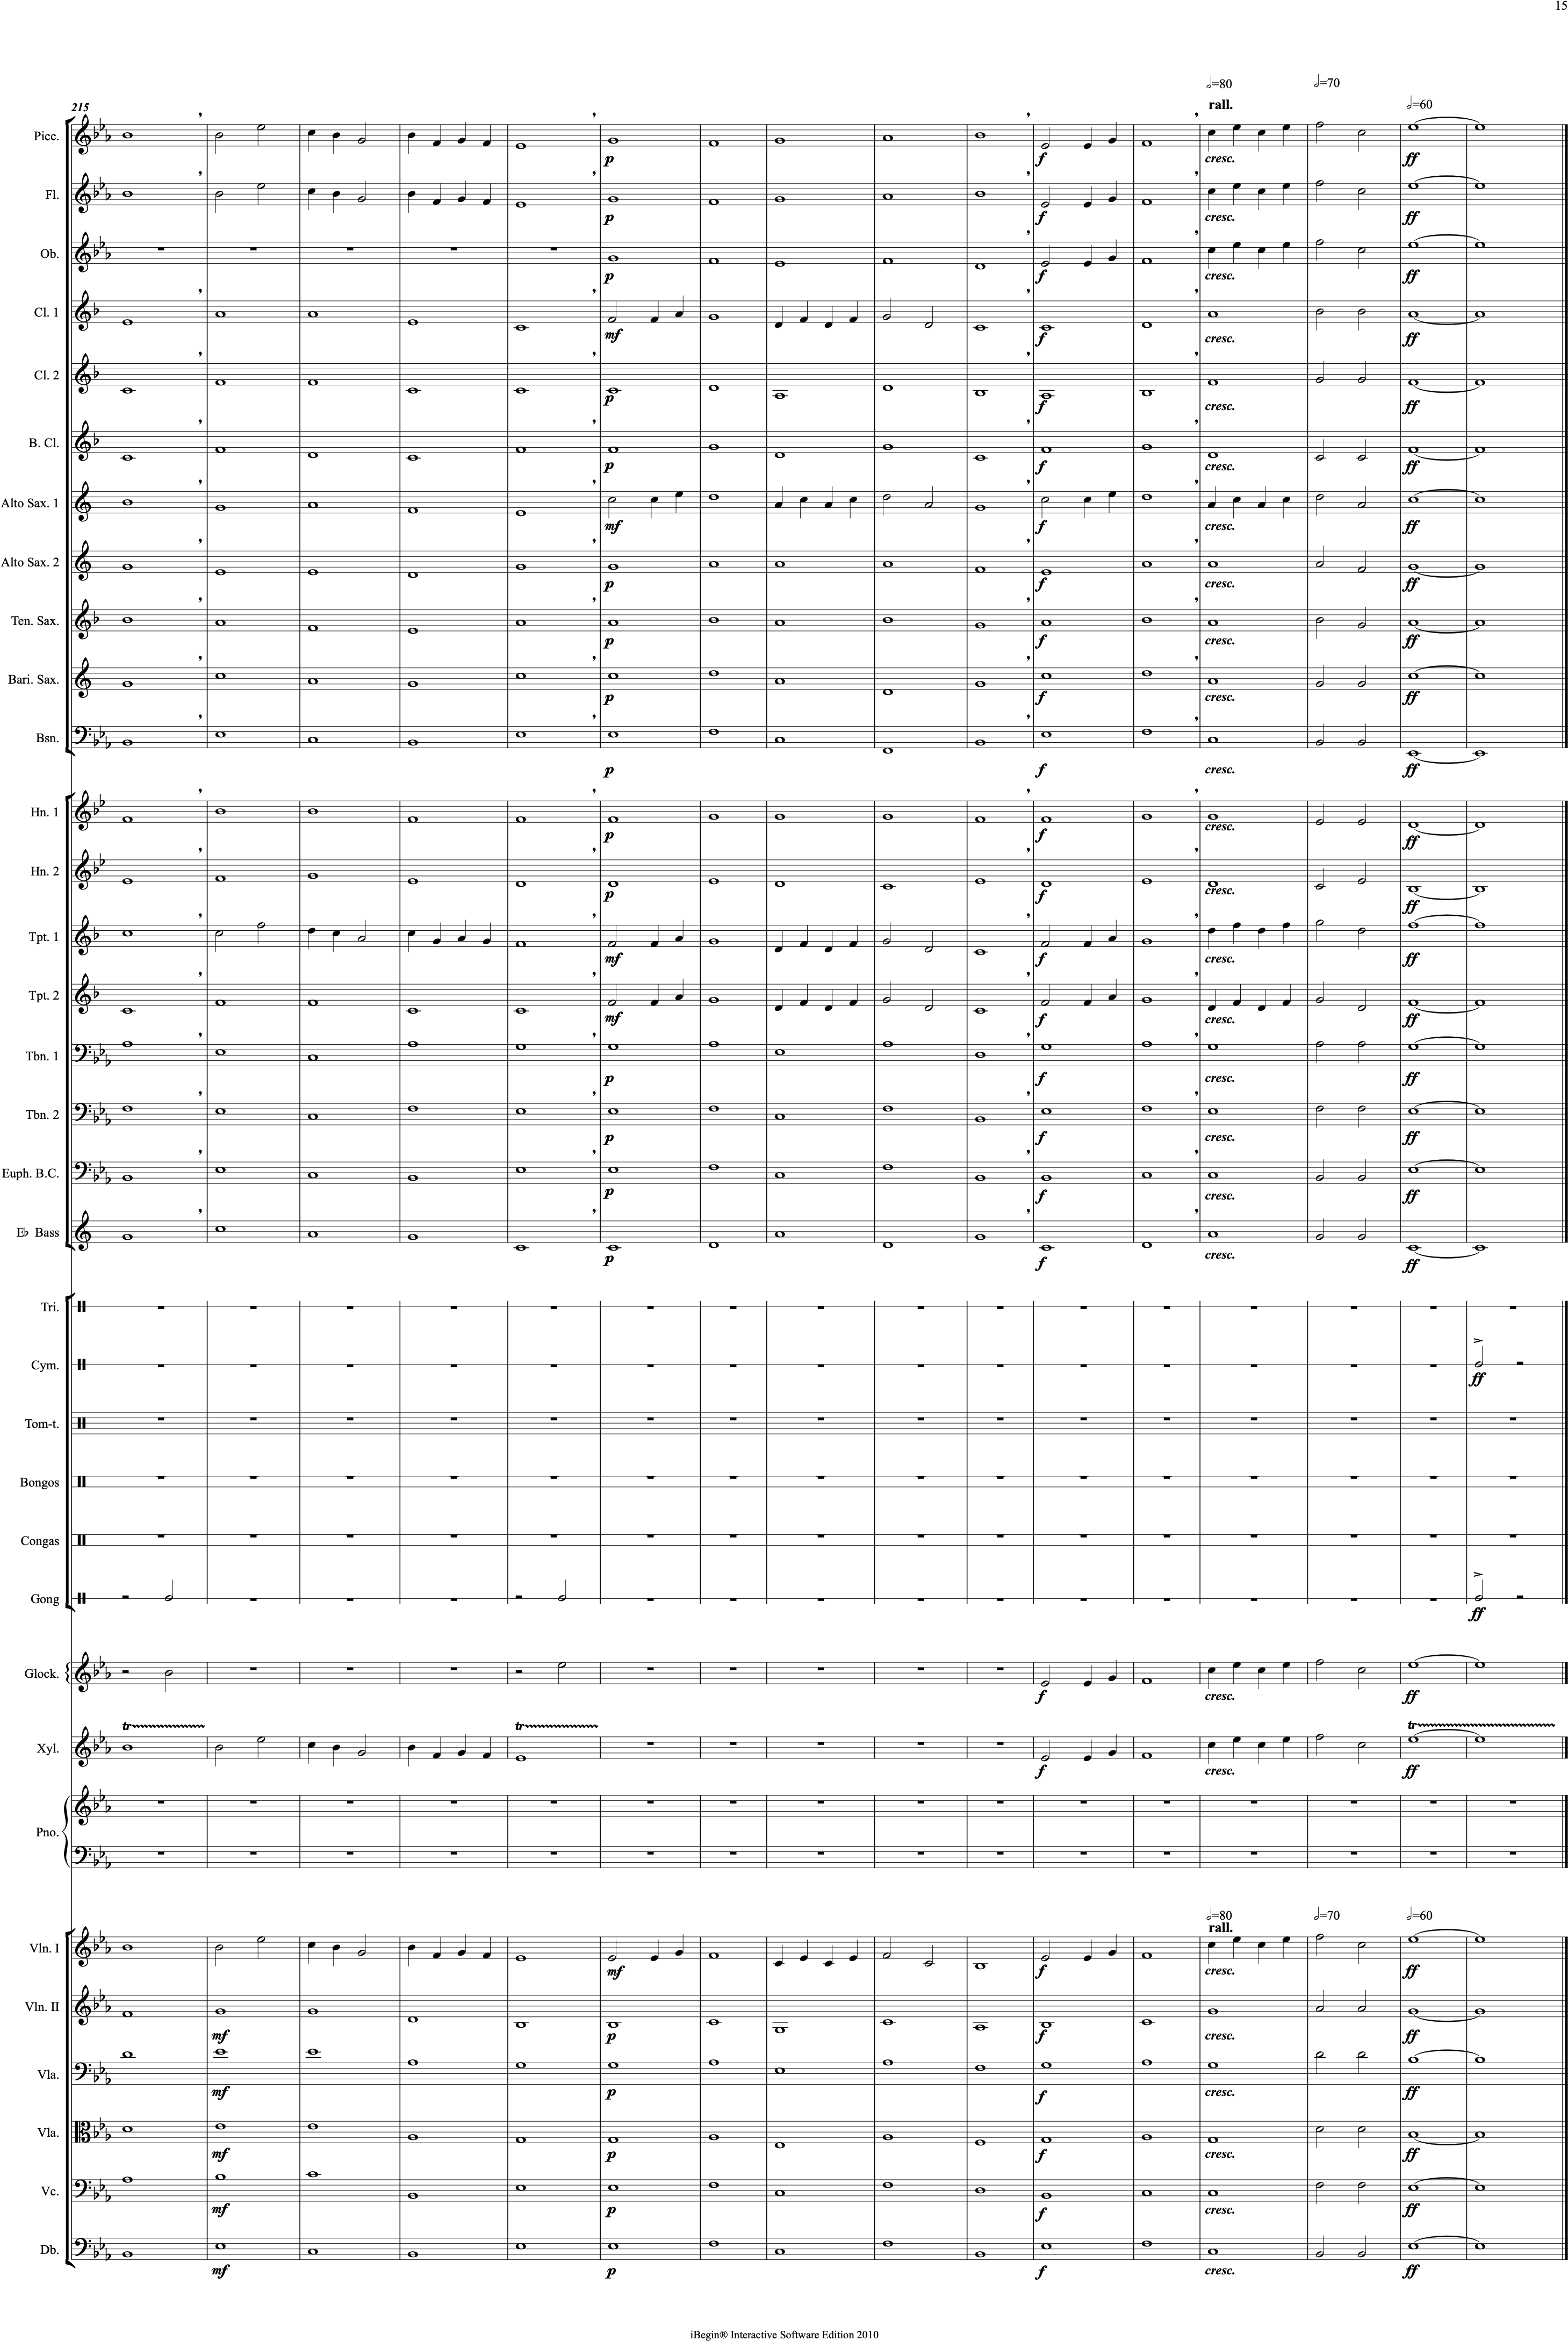 15
𝅗𝅥=80
𝅗𝅥=70
215
rall.
𝅗𝅥=60
Picc.
p
f
cresc.
ff
Fl.
p
f
cresc.
ff
Ob.
p
f
cresc.
ff
Cl. 1
mf
f
cresc.
ff
Cl. 2
p
f
cresc.
ff
B. Cl.
p
f
cresc.
ff
Alto Sax. 1
mf
f
cresc.
ff
Alto Sax. 2
p
f
cresc.
ff
Ten. Sax.
p
f
cresc.
ff
Bari. Sax.
p
f
cresc.
ff
Bsn.
p
f
cresc.
ff
Hn. 1
p
f
cresc.
ff
Hn. 2
p
f
cresc.
ff
Tpt. 1
mf
f
cresc.
ff
Tpt. 2
mf
f
cresc.
ff
Tbn. 1
p
f
cresc.
ff
Tbn. 2
p
f
cresc.
ff
Euph. B.C.
p
f
cresc.
ff
E♭ Bass
p
f
cresc.
ff
Tri.
Cym.
ff
Tom-t.
Bongos
Congas
Gong
ff
Glock.
f
cresc.
ff
tr
tr
tr
Xyl.
f
cresc.
ff
Pno.
𝅗𝅥=80
𝅗𝅥=70
𝅗𝅥=60
rall.
Vln. I
mf
f
cresc.
ff
Vln. II
mf
p
f
cresc.
ff
Vla.
mf
p
f
cresc.
ff
Vla.
mf
p
f
cresc.
ff
Vc.
mf
p
f
cresc.
ff
Db.
mf
p
f
cresc.
ff
iBegin® Interactive Software Edition 2010